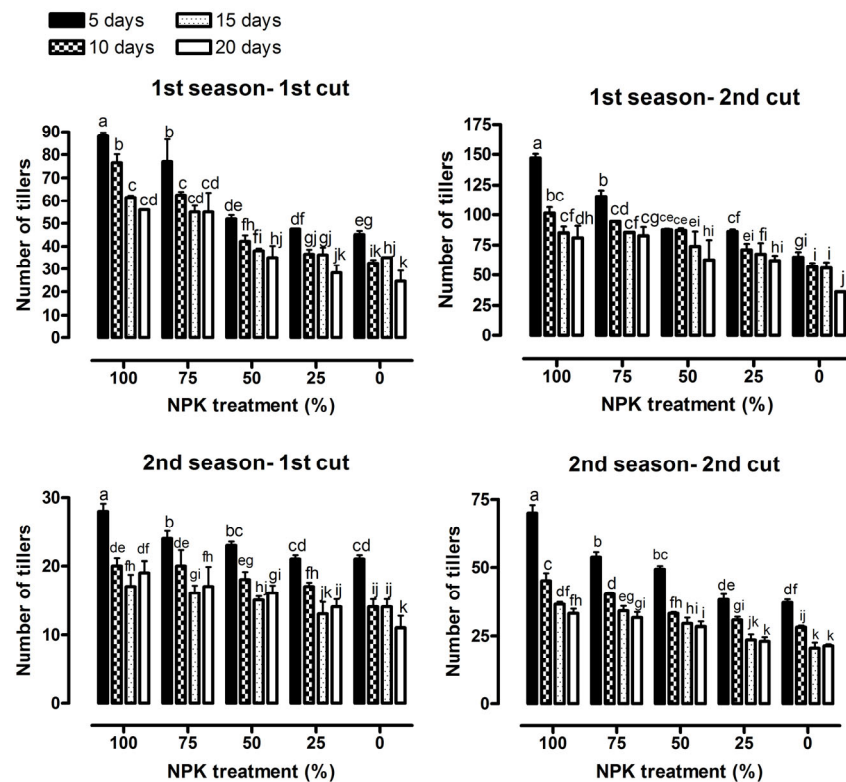 5 days 15 days
10 days 20 days
1st season- 1st cut
Number of tillers
90
80
70
60
50
40
30
20
10
0
a b c cd
b c cd cd
de fh fi hj
df gj gj jk
eg ik hj k
100 75 50 25 0
NPK treatment (%)
1st season- 2nd cut
Number of tillers
175
150
125
100
75
50
25
0
a bc cf dh
b cd cf cg
ce ce ei hi
cf ei fi hi
gi i i j
100 75 50 25 0
NPK treatment (%)
2nd season- 1st cut
Number of tillers
30
20
10
0
a de fh df
b de gi fh
bc eg hj gi
cd fh jk ij
cd ij ij k
100 75 50 25 0
NPK treatment (%)
2nd season- 2nd cut
Number of tillers
75
50
25
0
a c df fh
b d eg gi
bc fh hi i
de gi jk k
df ij k k
100 75 50 25 0
NPK treatment (%)